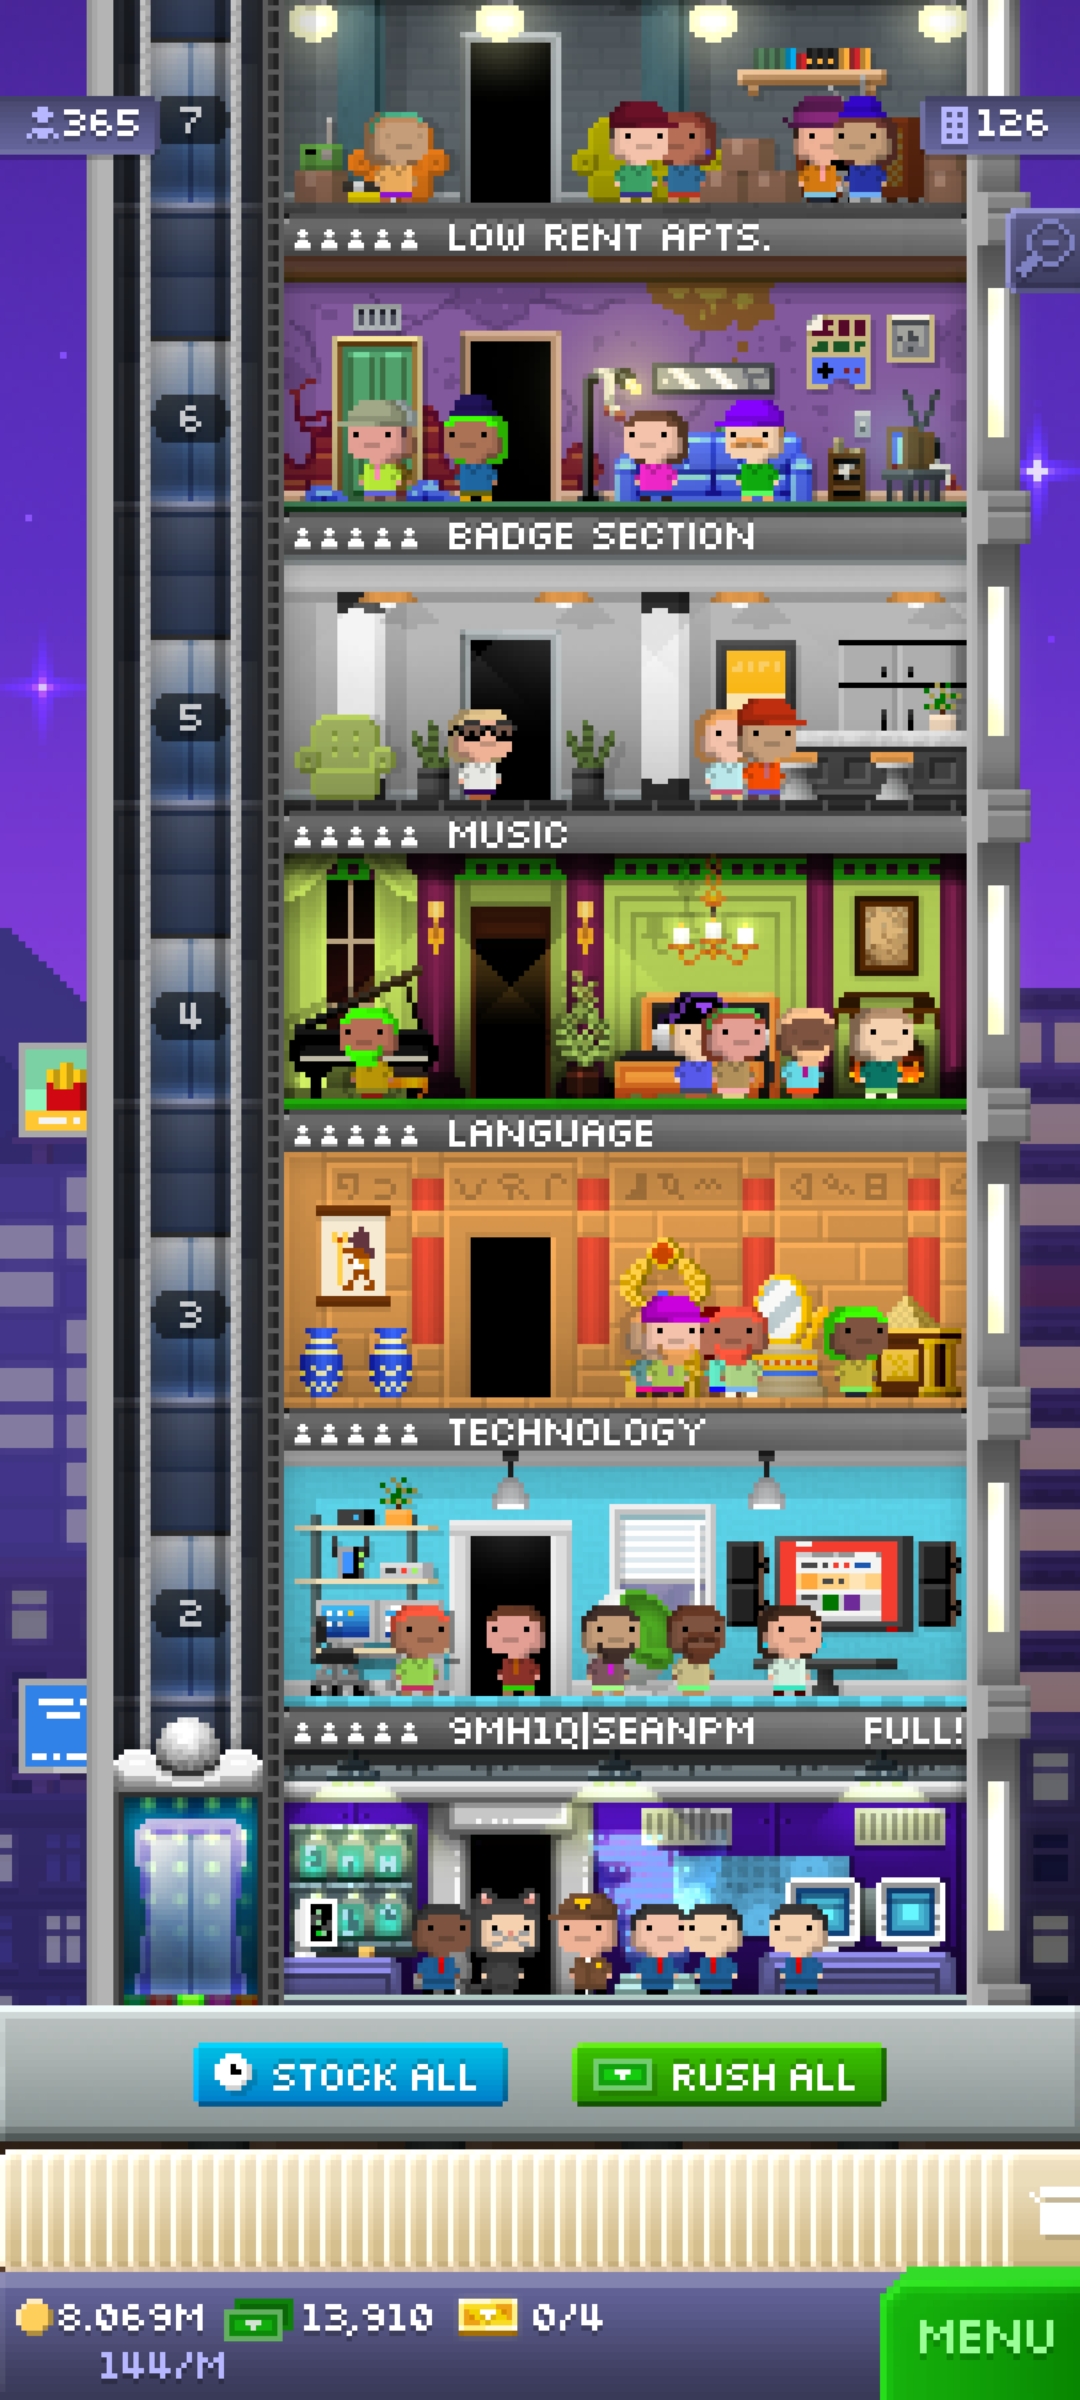 365
7
126
LOW RENT APTS.
6
BADGE SECTION
5
MUSIC
4
LANGUAGE
3
TECHNOLOGY
2
9MH1Q|SEANPM FULL!
STOCK ALL
RUSH ALL
8.069M 13,910 0/4
144/M
MENU